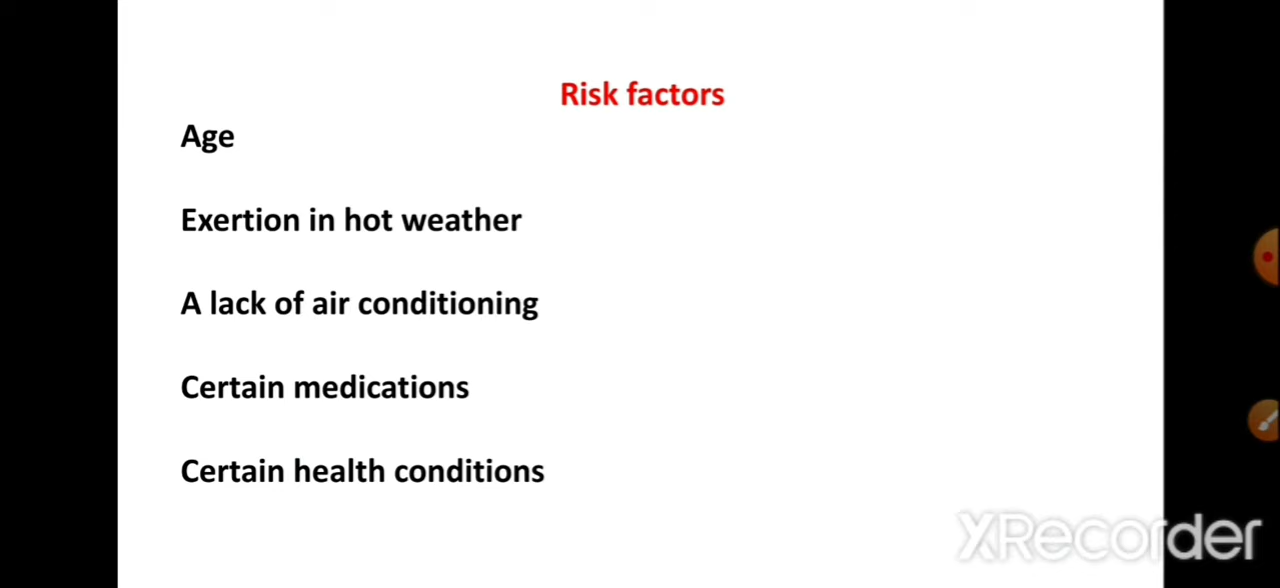 Risk factors
Age
Exertion in hot weather
A lack of air conditioning
Certain medications
Certain health conditions
XRecorder